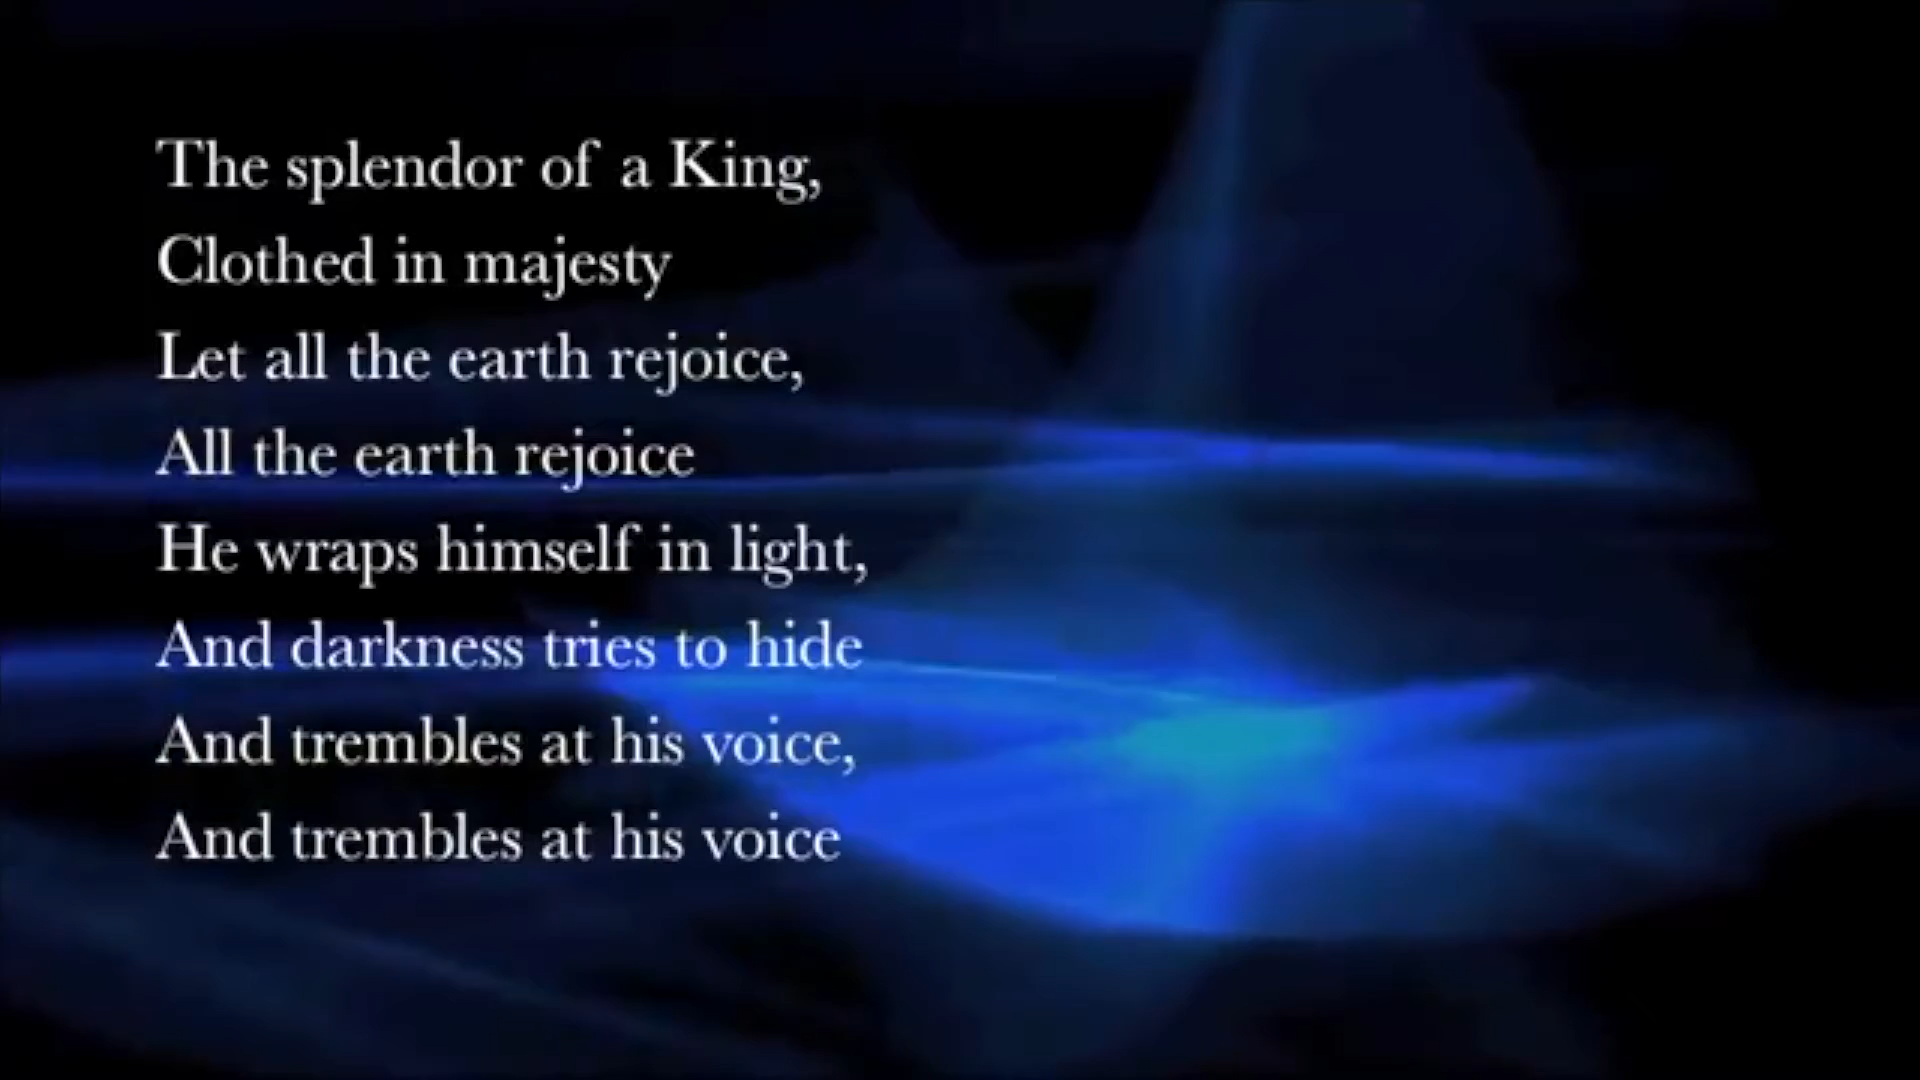 The splendor of a King,
Clothed in majesty
Let all the earth rejoice,
All the earth rejoice
He wraps himself in light,
And darkness tries to hide
And trembles at his voice,
And trembles at his voice